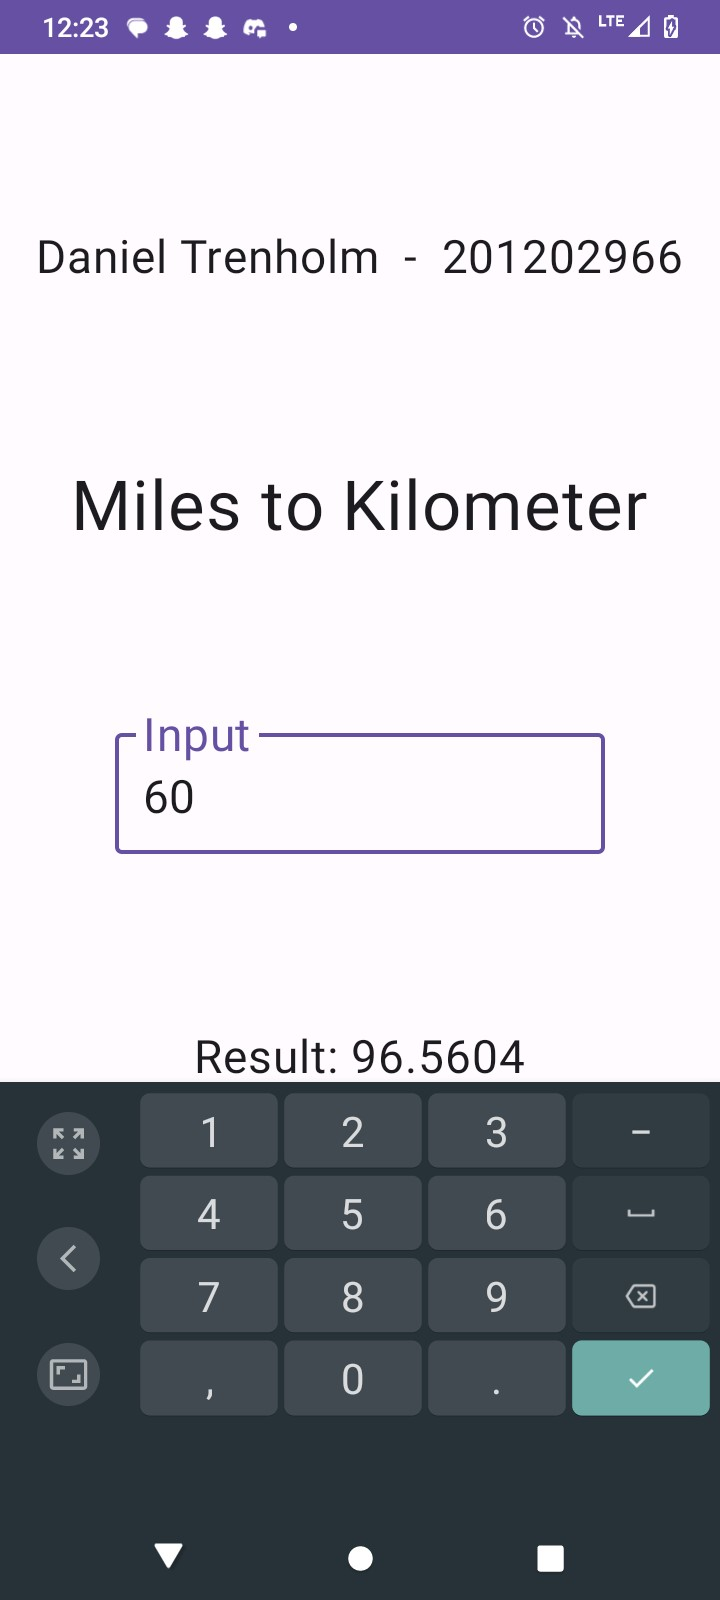 12:23 LTE
Daniel Trenholm - 201202966
Miles to Kilometer
Input
60
Result: 96.5604
1 2 3 –
4 5 6
7 8 9
, 0 .